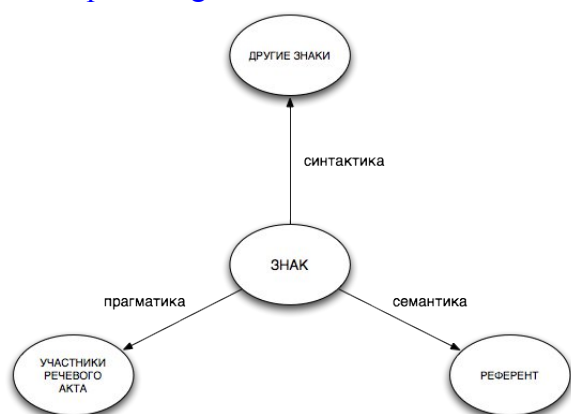 ДРУГИЕ ЗНАКИ
синтактика
ЗНАК
прагматика
семантика
УЧАСТНИКИ
РЕЧЕВОГО
АКТА
РЕФЕРЕНТ